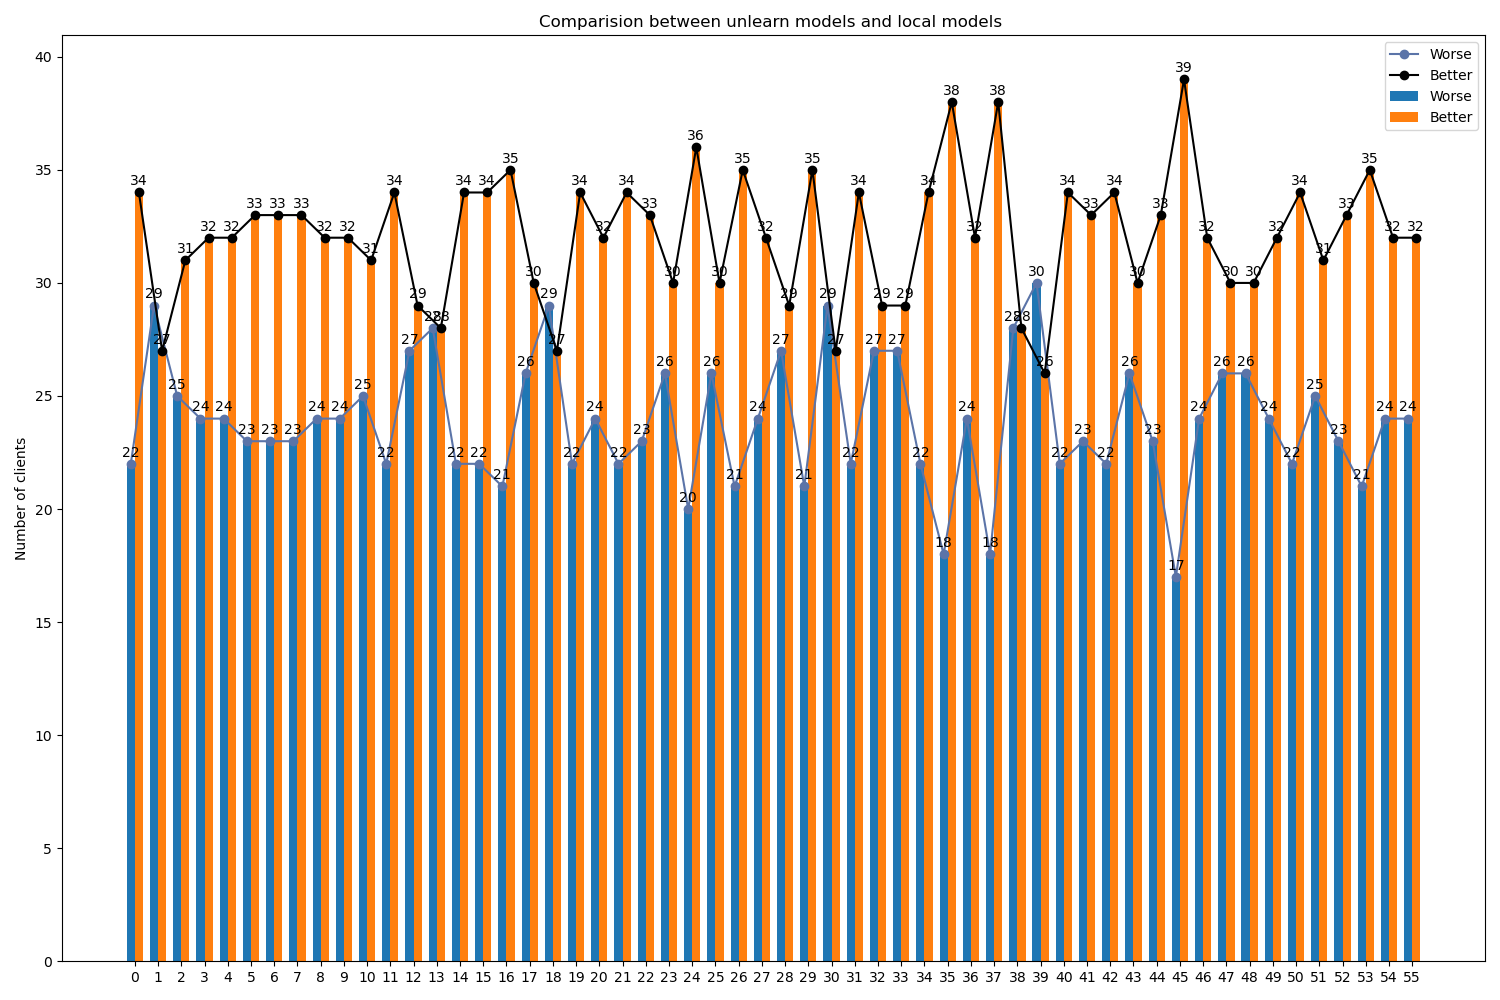 Comparision between unlearn models and local models
Number of clients
40
35
30
25
20
15
10
5
0
Worse
Better
Worse
Better
34 27 31 32 32 33 33 33 32 32 31 34 29 28 34 34 35 30 27 34 32 34 33 30 36 30 35 32 29 35 27 34 29 29 34 38 32 38 28 26 34 33 34 30 33 39 32 30 30 32 34 31 33 35 32 32
22 29 25 24 24 23 23 23 24 24 25 22 27 28 22 22 21 26 29 22 24 22 23 26 20 26 21 24 27 21 29 22 27 27 22 18 24 18 28 30 22 23 22 26 23 17 24 26 26 24 22 25 23 21 24 24
0 1 2 3 4 5 6 7 8 9 10 11 12 13 14 15 16 17 18 19 20 21 22 23 24 25 26 27 28 29 30 31 32 33 34 35 36 37 38 39 40 41 42 43 44 45 46 47 48 49 50 51 52 53 54 55